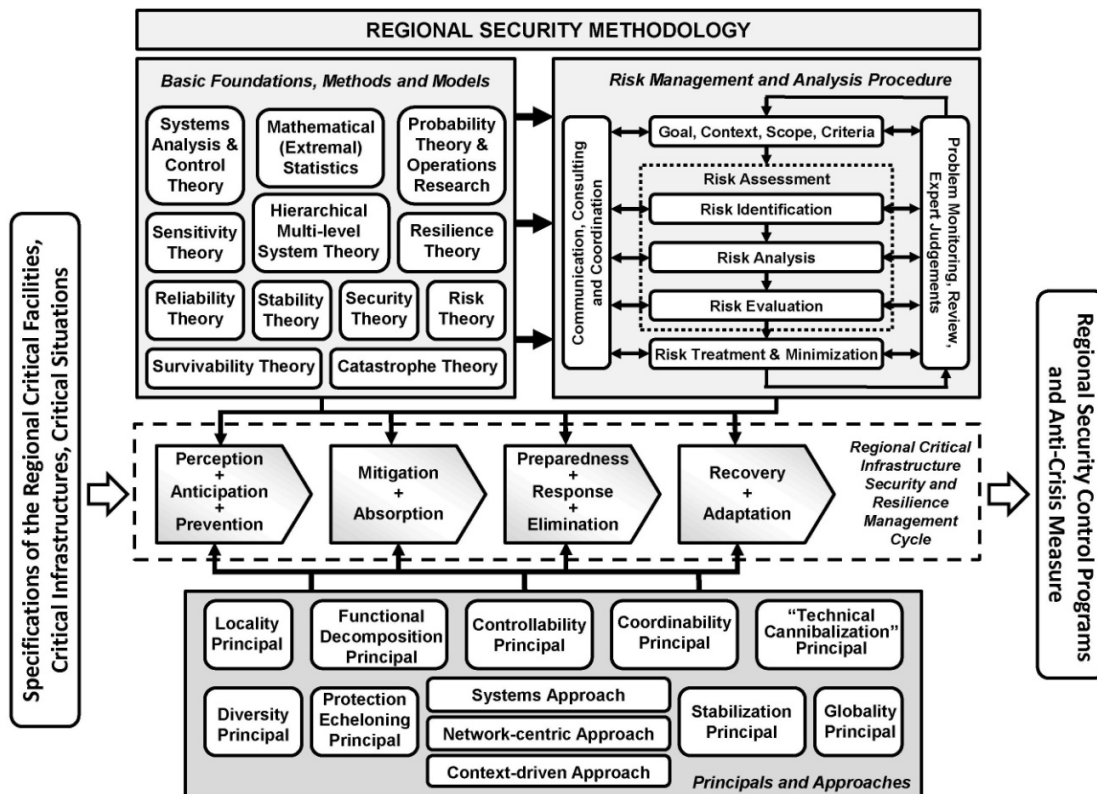 REGIONAL SECURITY METHODOLOGY
Basic Foundations, Methods and Models
Systems
Analysis &
Control
Theory
Mathematical
(Extremal)
Statistics
Probability
Theory &
Operations
Research
Sensitivity
Theory
Hierarchical
Multi-level
System Theory
Resilience
Theory
Reliability
Theory
Stability
Theory
Security
Theory
Risk
Theory
Survivability Theory
Catastrophe Theory
Risk Management and Analysis Procedure
Communication, Consulting
and Coordination
Goal, Context, Scope, Criteria
Risk Assessment
Risk Identification
Risk Analysis
Risk Evaluation
Risk Treatment & Minimization
Problem Monitoring, Review,
Expert Judgements
Specifications of the Regional Critical Facilities,
Critical Infrastructures, Critical Situations
Perception
+
Anticipation
+
Prevention
Mitigation
+
Absorption
Preparedness
+
Response
+
Elimination
Recovery
+
Adaptation
Regional Critical
Infrastructure
Security and
Resilience
Management
Cycle
Regional Security Control Programs
and Anti-Crisis Measure
Locality
Principal
Functional
Decomposition
Principal
Controllability
Principal
Coordinability
Principal
“Technical
Cannibalization”
Principal
Diversity
Principal
Protection
Echeloning
Principal
Systems Approach
Network-centric Approach
Context-driven Approach
Stabilization
Principal
Globality
Principal
Principals and Approaches